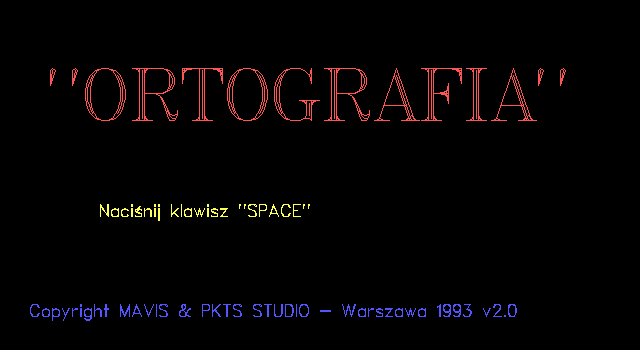 "ORTOGRAFIA"
Naciśnij klawisz "SPACE"
Copyright MAVIS & PKTS STUDIO - Warszawa 1993 v2.0